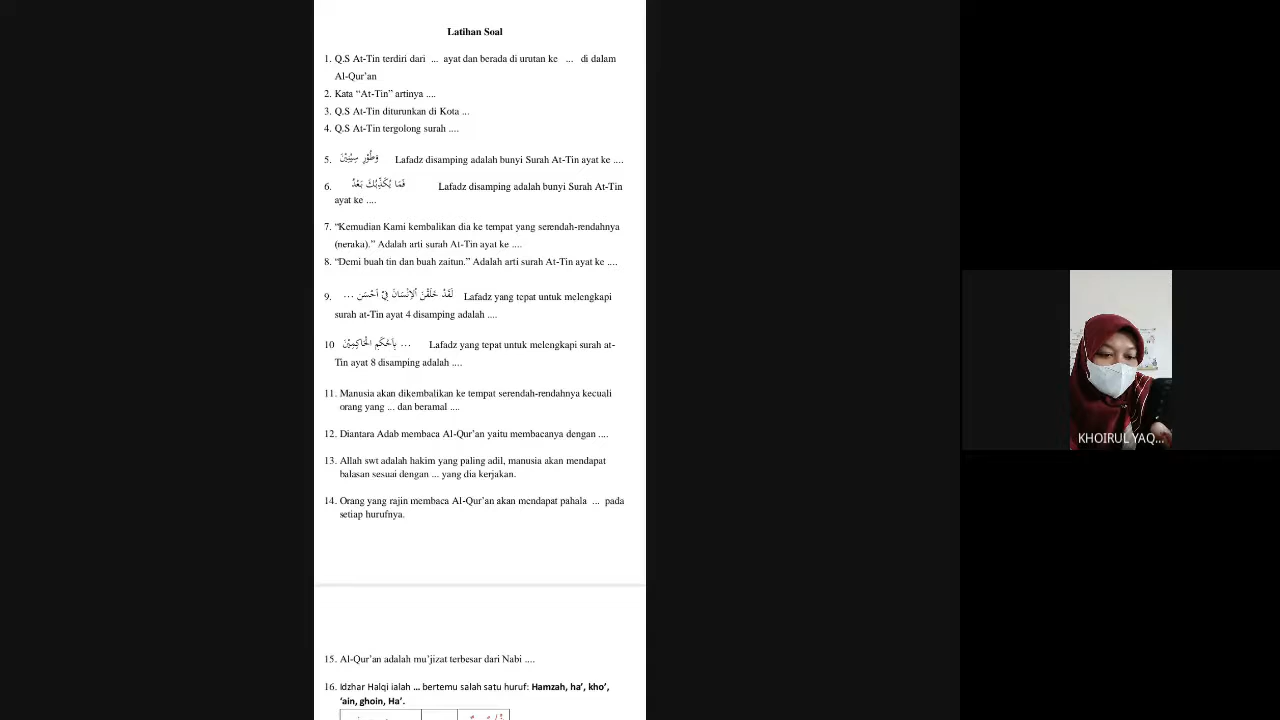 Latihan Soal
1. Q.S At-Tin terdiri dari ... ayat dan berada di urutan ke ... di dalam
Al-Qur'an
2. Kata “At-Tin” artinya ....
3. Q.S At-Tin diturunkan di Kota ...
4. Q.S At-Tin tergolong surah ....
5. وَطُوْرِ سِيْنِيْنَ Lafadz disamping adalah bunyi Surah At-Tin ayat ke ....
6. فَمَا يُكَذِّبُكَ بَعْدُ Lafadz disamping adalah bunyi Surah At-Tin
ayat ke ....
7. “Kemudian Kami kembalikan dia ke tempat yang serendah-rendahnya
(neraka).” Adalah arti surah At-Tin ayat ke ....
8. “Demi buah tin dan buah zaitun.” Adalah arti surah At-Tin ayat ke ....
9. لَقَدْ خَلَقْنَ الْاِنْسَانَ فِيْ اَحْسَنِ ... Lafadz yang tepat untuk melengkapi
surah at-Tin ayat 4 disamping adalah ....
10 ... بِاَحْكَمِ الْحَاكِمِيْنَ Lafadz yang tepat untuk melengkapi surah at-
Tin ayat 8 disamping adalah ....
11. Manusia akan dikembalikan ke tempat serendah-rendahnya kecuali
orang yang ... dan beramal ....
12. Diantara Adab membaca Al-Qur'an yaitu membacanya dengan ....
13. Allah swt adalah hakim yang paling adil, manusia akan mendapat
balasan sesuai dengan ... yang dia kerjakan.
14. Orang yang rajin membaca Al-Qur'an akan mendapat pahala ... pada
setiap hurufnya.
15. Al-Qur'an adalah mu'jizat terbesar dari Nabi ....
16. Idzhar Halqi ialah ... bertemu salah satu huruf: Hamzah, ha', kho',
'ain, ghoin, Ha'.
KHOIRUL YAQ...